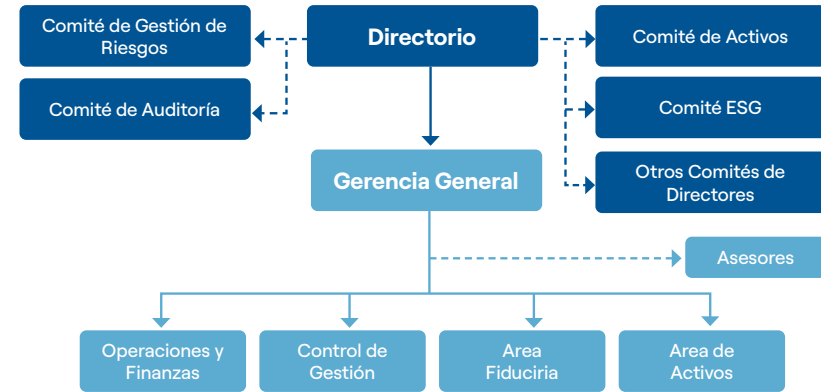 Comité de Gestión de
Riesgos
Directorio
Comité de Activos
Comité de Auditoría
Comité ESG
Gerencia General
Otros Comités de
Directores
Asesores
Operaciones y
Finanzas
Control de
Gestión
Area
Fiduciria
Area de
Activos